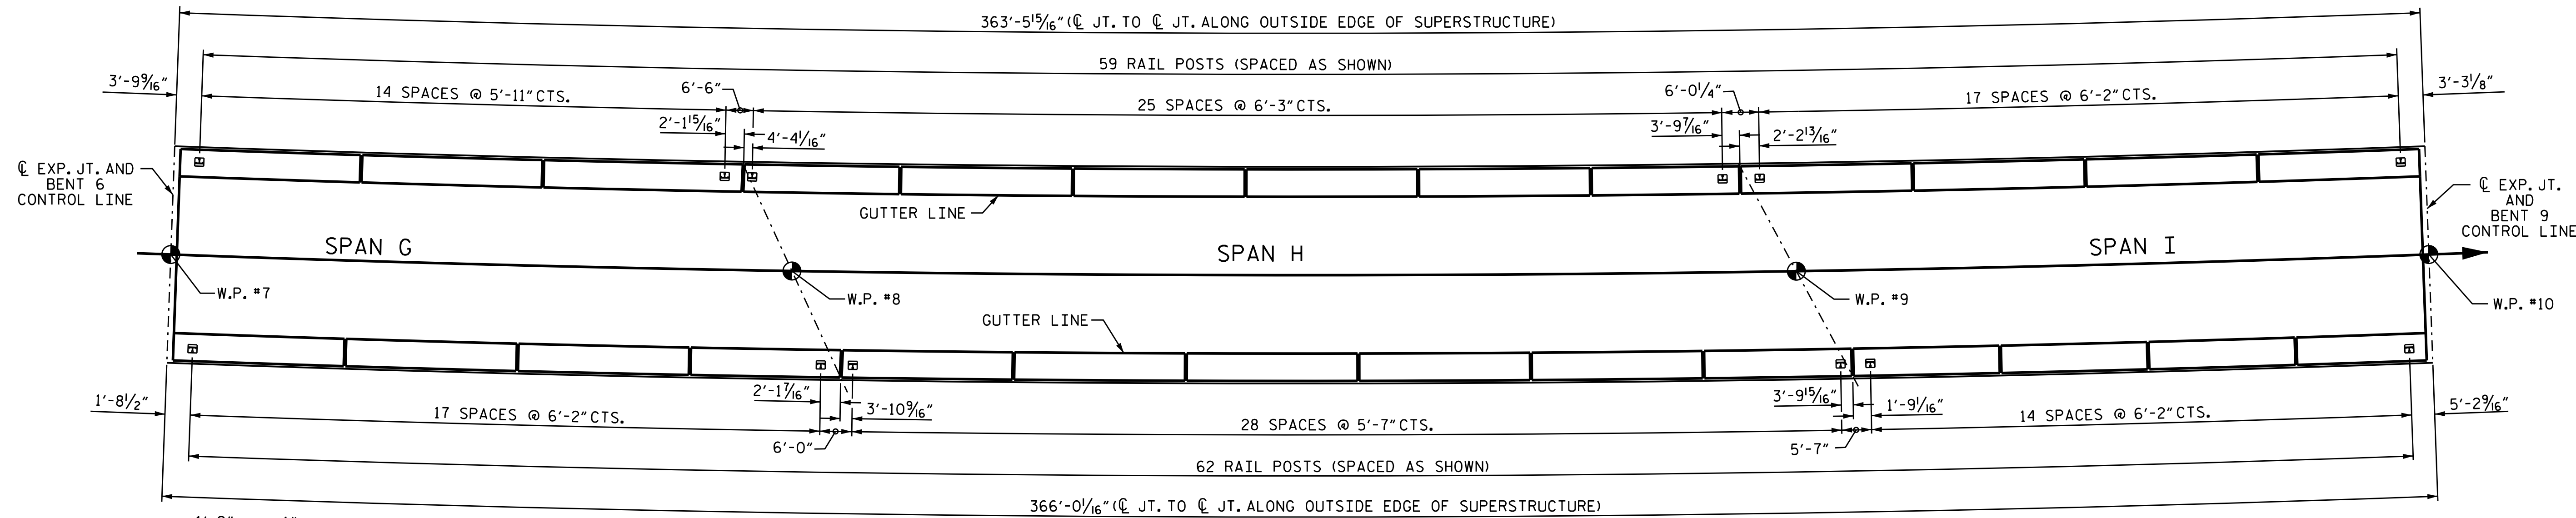 363'-5 15/16" (℄ JT. TO ℄ JT. ALONG OUTSIDE EDGE OF SUPERSTRUCTURE)
59 RAIL POSTS (SPACED AS SHOWN)
3'-9 9/16"
14 SPACES @ 5'-11" CTS.
6'-6"
25 SPACES @ 6'-3" CTS.
6'-0 1/4"
17 SPACES @ 6'-2" CTS.
3'-3 1/8"
2'-1 15/16"
4'-4 1/16"
3'-9 7/16"
2'-2 13/16"
℄ EXP. JT. AND
BENT 6
CONTROL LINE
GUTTER LINE
℄ EXP. JT.
AND
BENT 9
CONTROL LINE
SPAN G
SPAN H
SPAN I
W.P. #7
W.P. #8
W.P. #9
W.P. #10
GUTTER LINE
1'-8 1/2"
17 SPACES @ 6'-2" CTS.
2'-1 7/16"
3'-10 9/16"
6'-0"
28 SPACES @ 5'-7" CTS.
3'-9 15/16"
1'-9 1/16"
5'-7"
14 SPACES @ 6'-2" CTS.
5'-2 9/16"
62 RAIL POSTS (SPACED AS SHOWN)
366'-0 1/16" (℄ JT. TO ℄ JT. ALONG OUTSIDE EDGE OF SUPERSTRUCTURE)